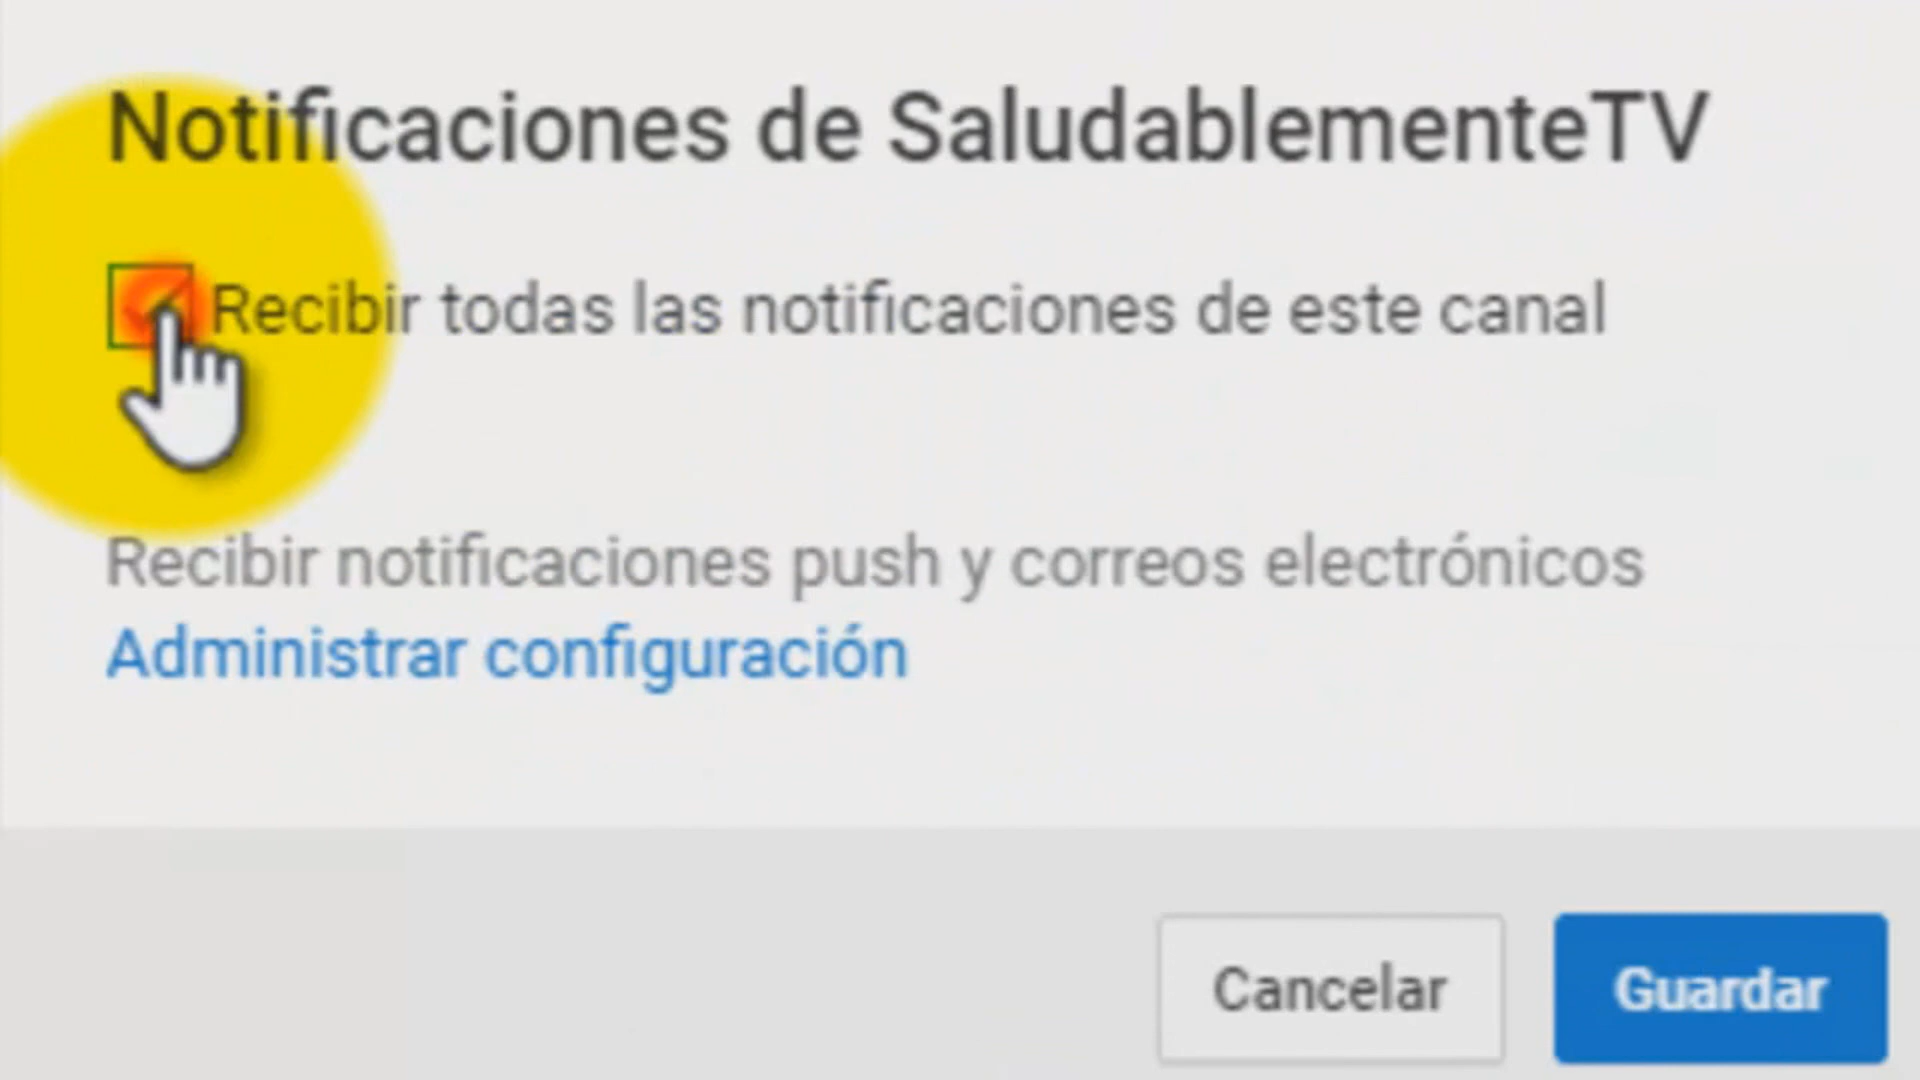 Notificaciones de SaludablementeTV
Recibir todas las notificaciones de este canal
Recibir notificaciones push y correos electrónicos
Administrar configuración
Cancelar
Guardar